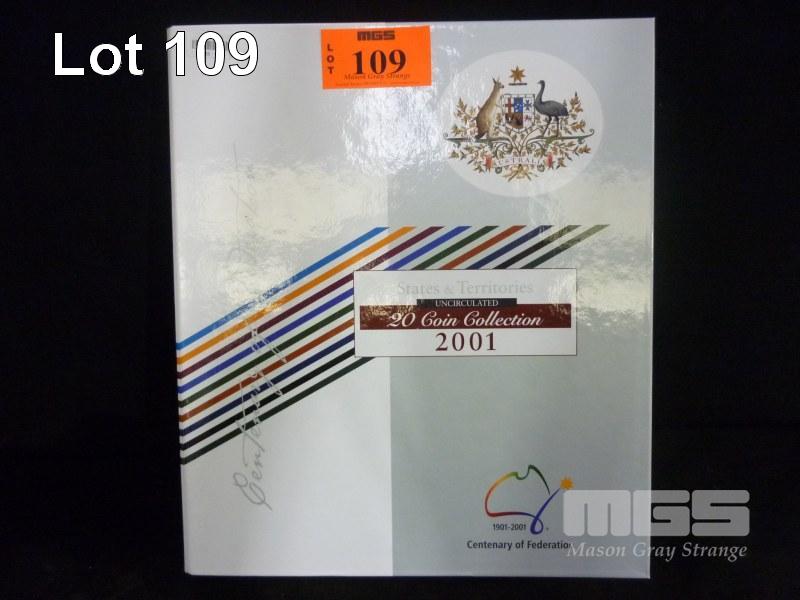 Lot 109
MGS
LOT
109
Mason Gray Strange
AUSTRALIA
States & Territories
UNCIRCULATED
20 Coin Collection
2001
1901-2001
Centenary of Federation
MGS
Mason Gray Strange